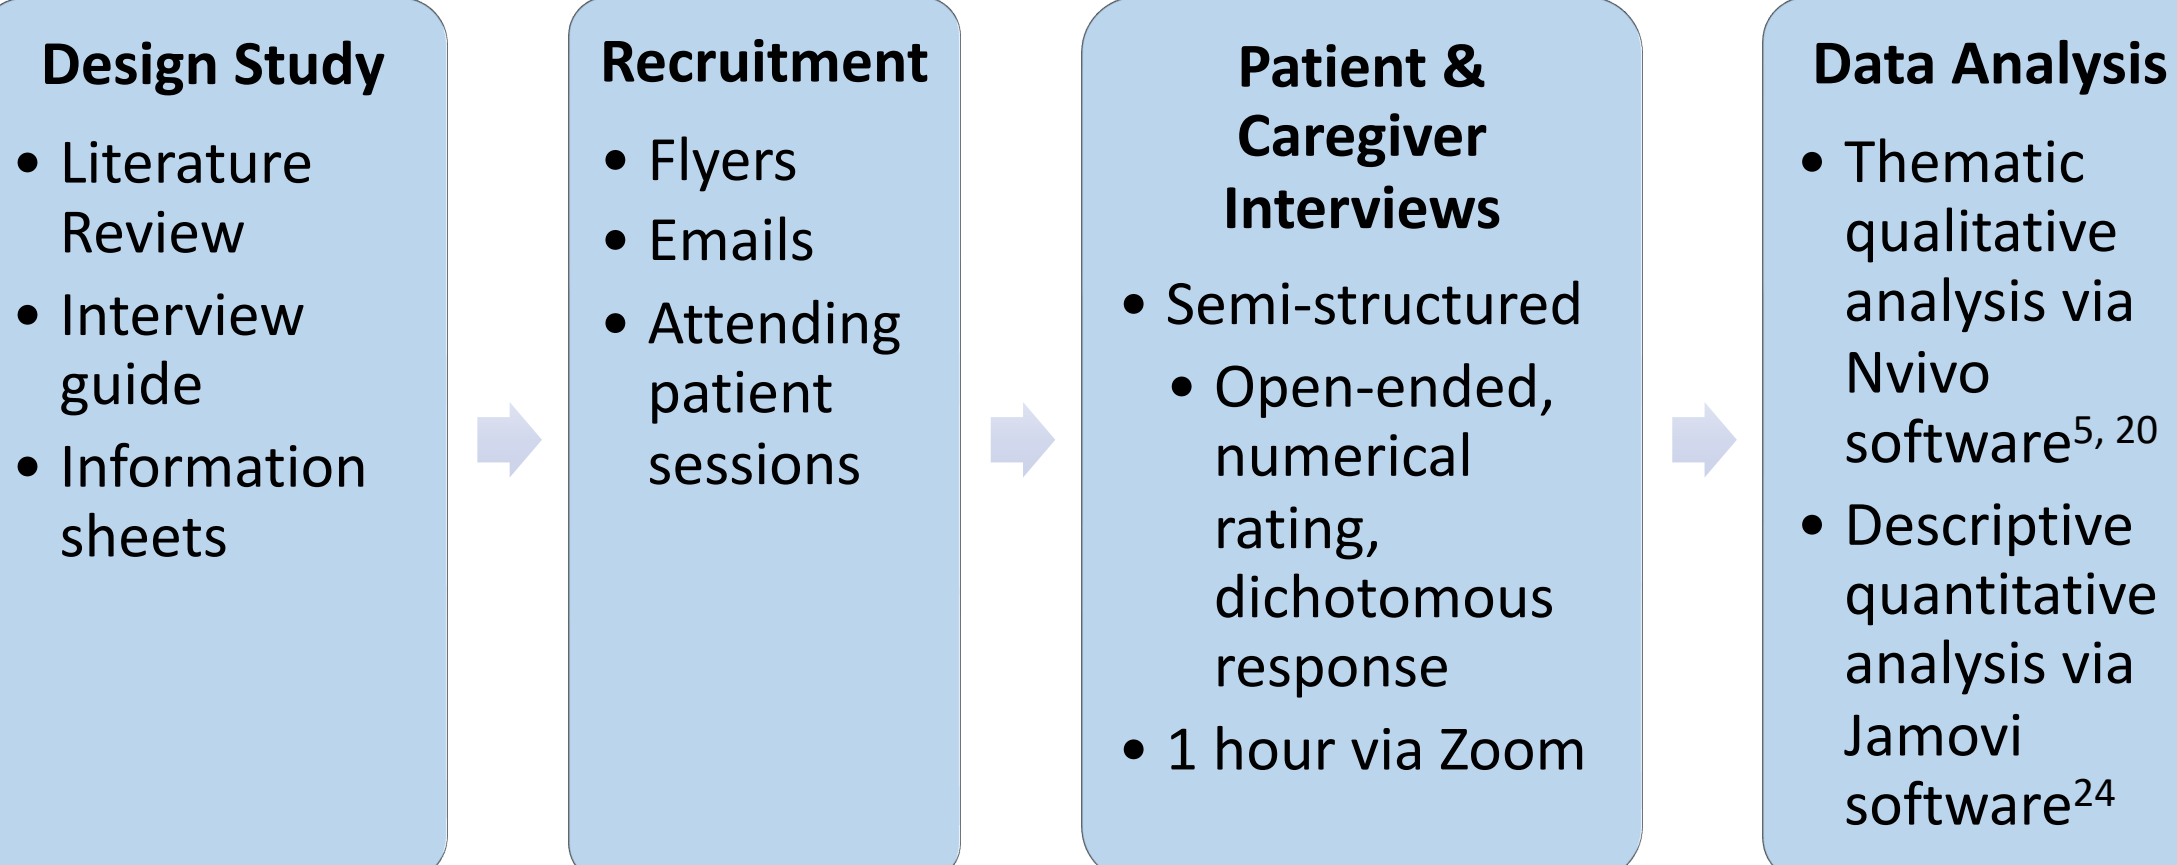 Design Study
• Literature
Review
• Interview
guide
• Information
sheets
Recruitment
• Flyers
• Emails
• Attending
patient
sessions
Patient &
Caregiver
Interviews
• Semi-structured
• Open-ended,
numerical
rating,
dichotomous
response
• 1 hour via Zoom
Data Analysis
• Thematic
qualitative
analysis via
Nvivo
software⁵, ²⁰
• Descriptive
quantitative
analysis via
Jamovi
software²⁴